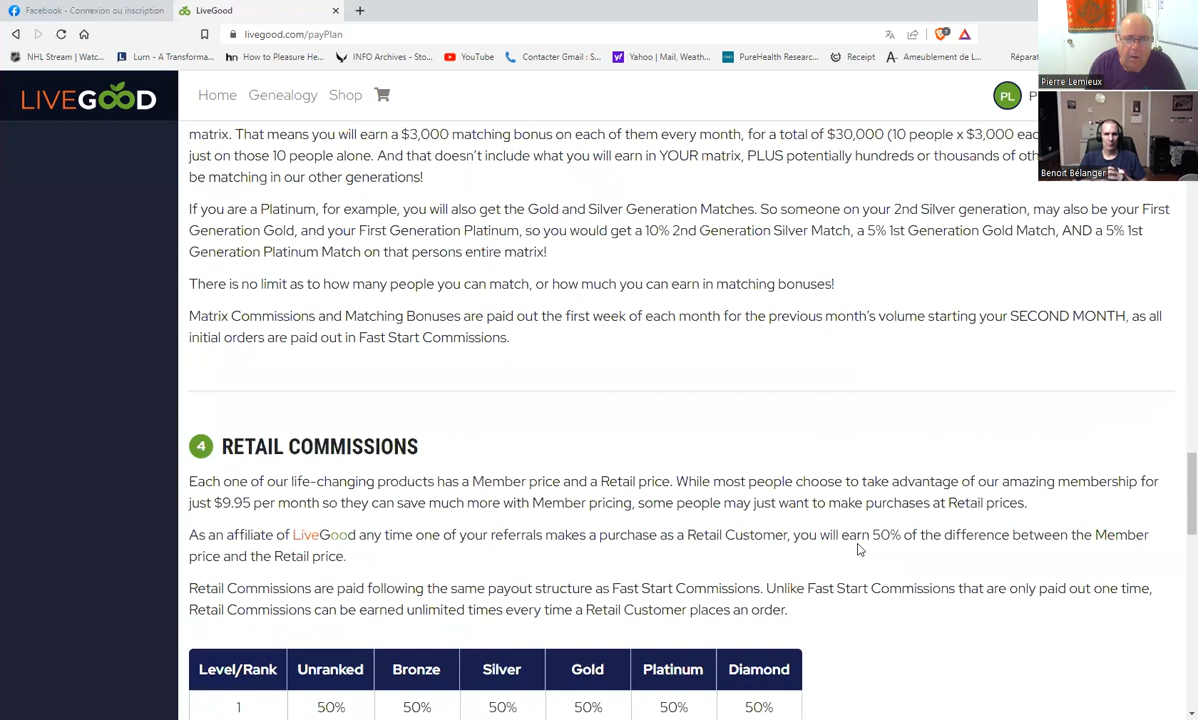 Facebook - Connexion ou inscription
LiveGood
livegood.com/payPlan
NHL Stream | Watc...
Lurn - A Transforma...
How to Pleasure He...
INFO Archives - Sto...
YouTube
Contacter Gmail : S...
Yahoo | Mail, Weath...
PureHealth Researc...
Receipt
Ameublement de L...
Répara
Pierre Lemieux
Benoit Bélanger
LIVEGOOD
Home
Genealogy
Shop
PL
P
matrix. That means you will earn a $3,000 matching bonus on each of them every month, for a total of $30,000 (10 people x $3,000 eac
just on those 10 people alone. And that doesn't include what you will earn in YOUR matrix, PLUS potentially hundreds or thousands of oth
be matching in our other generations!
If you are a Platinum, for example, you will also get the Gold and Silver Generation Matches. So someone on your 2nd Silver generation, may also be your First
Generation Gold, and your First Generation Platinum, so you would get a 10% 2nd Generation Silver Match, a 5% 1st Generation Gold Match, AND a 5% 1st
Generation Platinum Match on that persons entire matrix!
There is no limit as to how many people you can match, or how much you can earn in matching bonuses!
Matrix Commissions and Matching Bonuses are paid out the first week of each month for the previous month's volume starting your SECOND MONTH, as all
initial orders are paid out in Fast Start Commissions.
4 RETAIL COMMISSIONS
Each one of our life-changing products has a Member price and a Retail price. While most people choose to take advantage of our amazing membership for
just $9.95 per month so they can save much more with Member pricing, some people may just want to make purchases at Retail prices.
As an affiliate of LiveGood any time one of your referrals makes a purchase as a Retail Customer, you will earn 50% of the difference between the Member
price and the Retail price.
Retail Commissions are paid following the same payout structure as Fast Start Commissions. Unlike Fast Start Commissions that are only paid out one time,
Retail Commissions can be earned unlimited times every time a Retail Customer places an order.
Level/Rank Unranked Bronze Silver Gold Platinum Diamond
1 50% 50% 50% 50% 50% 50%